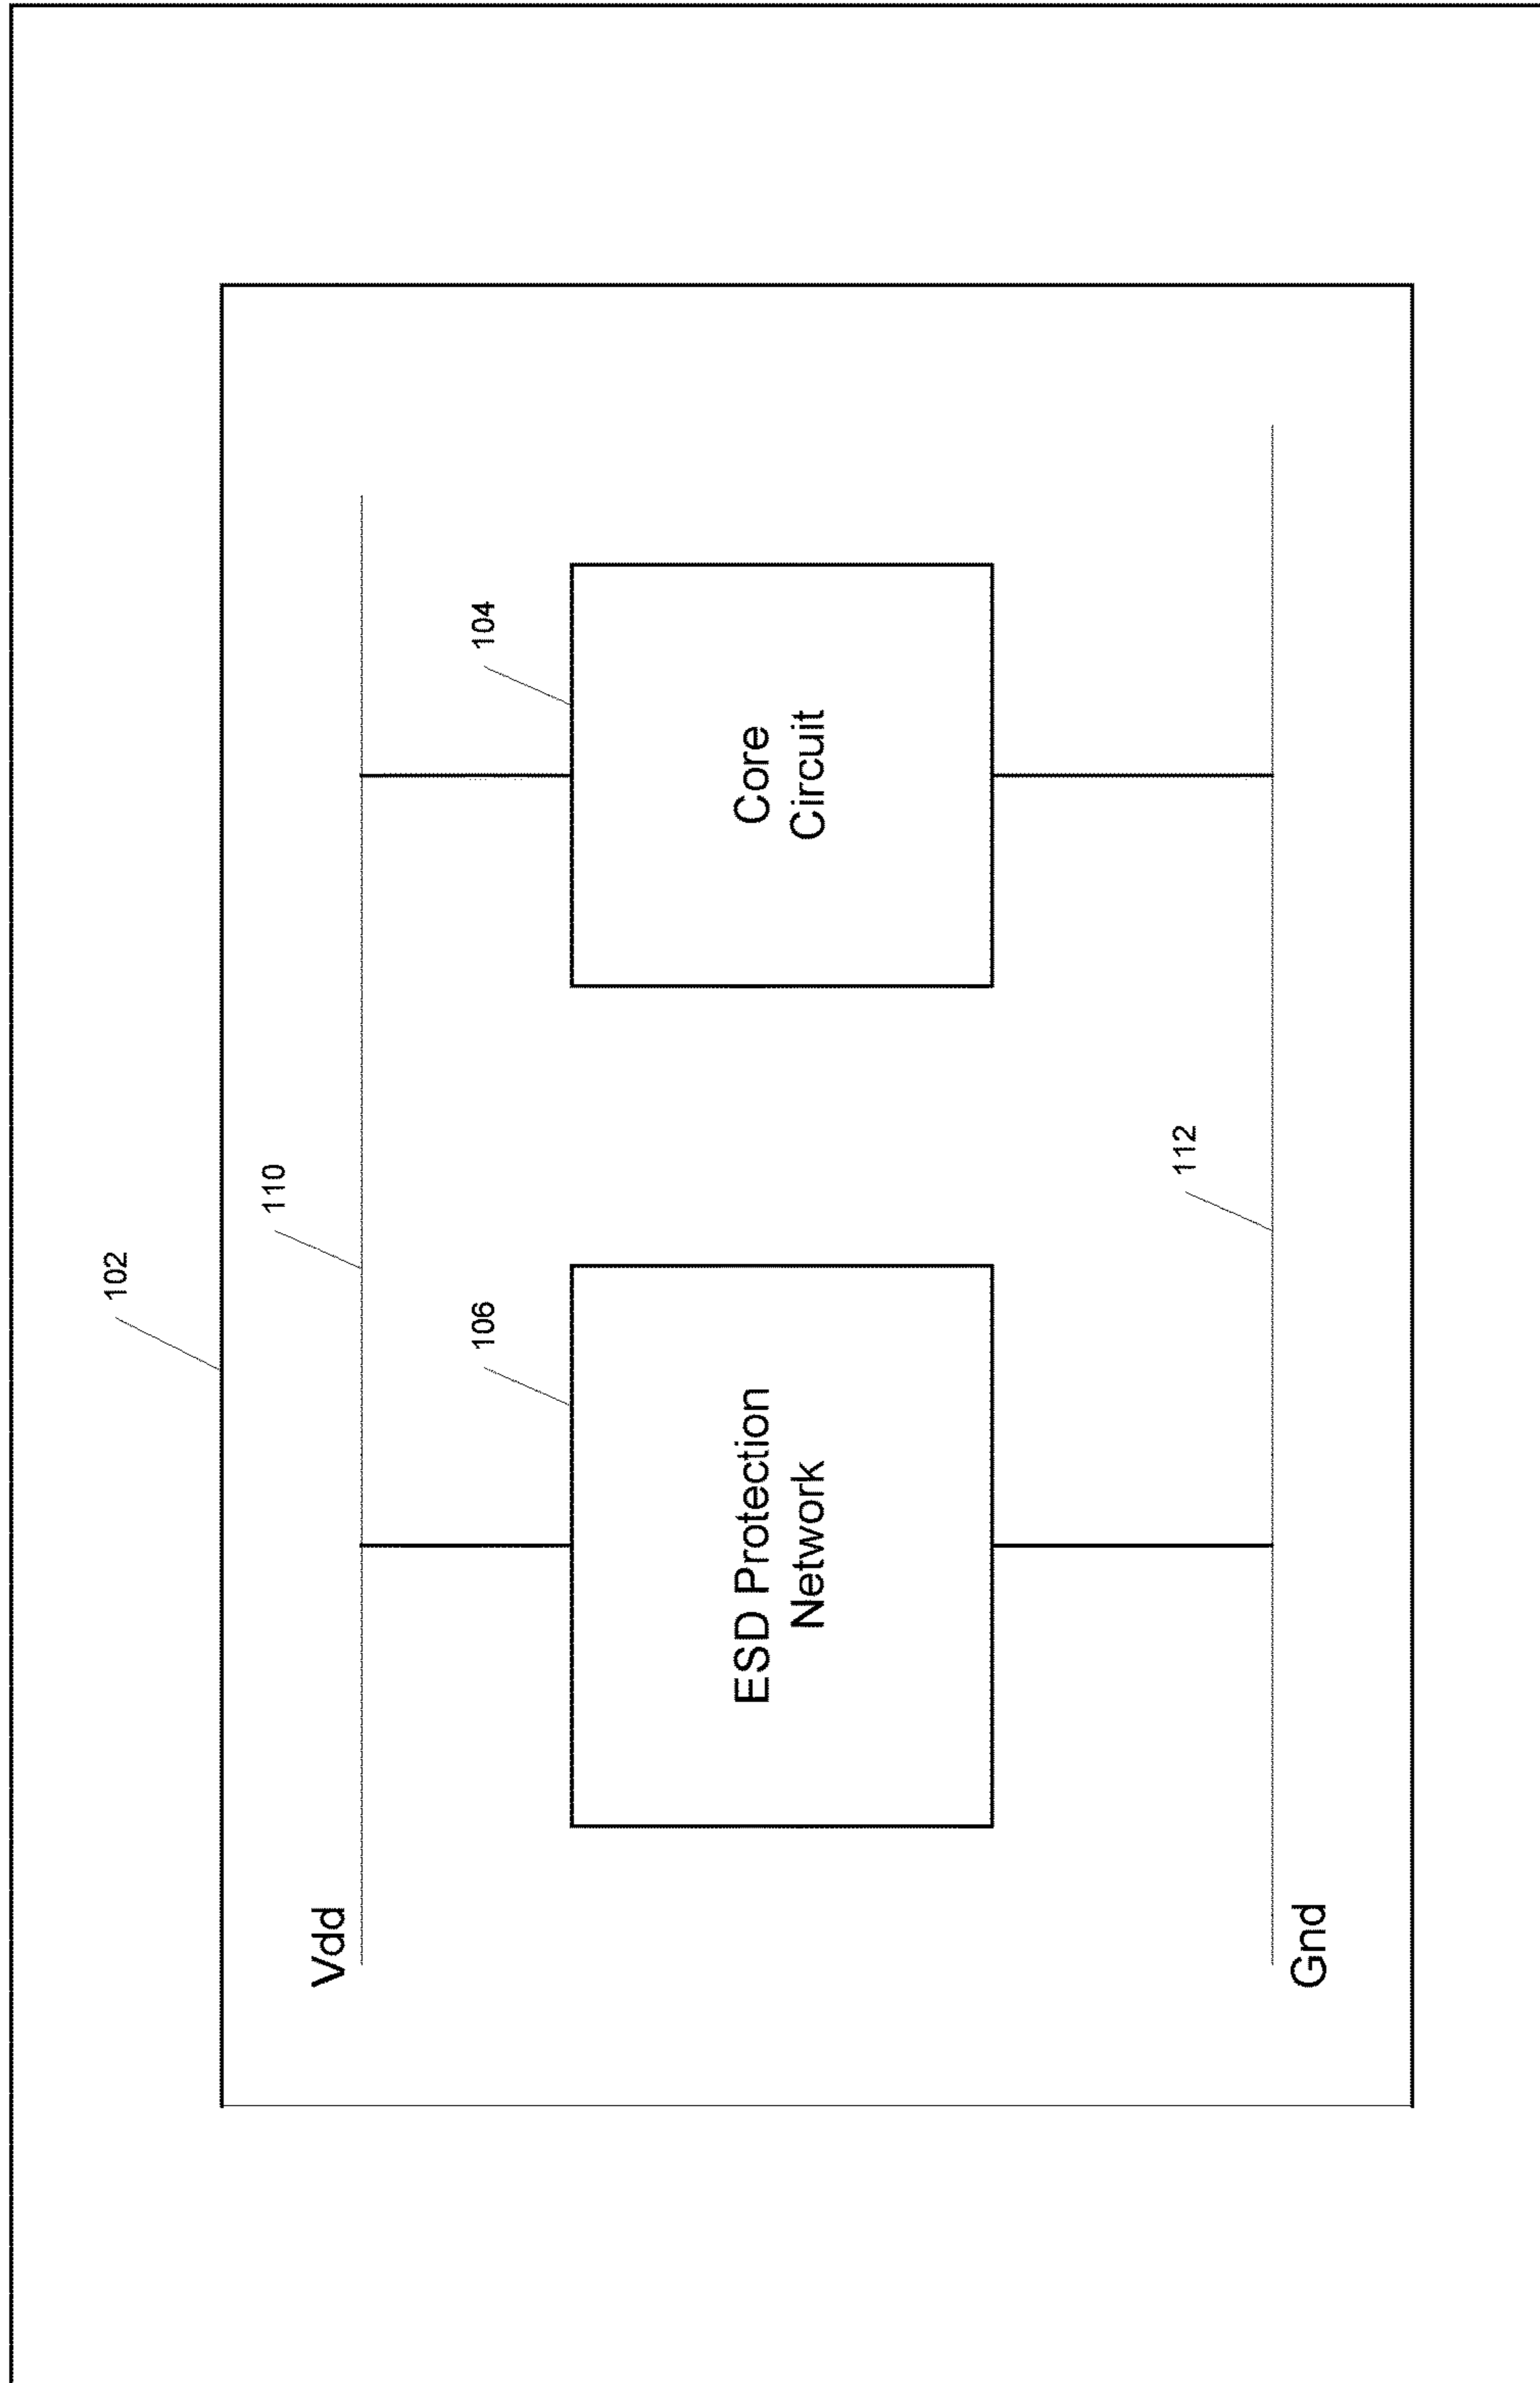 102
110
Vdd
106
104
ESD Protection
Network
Core
Circuit
112
Gnd